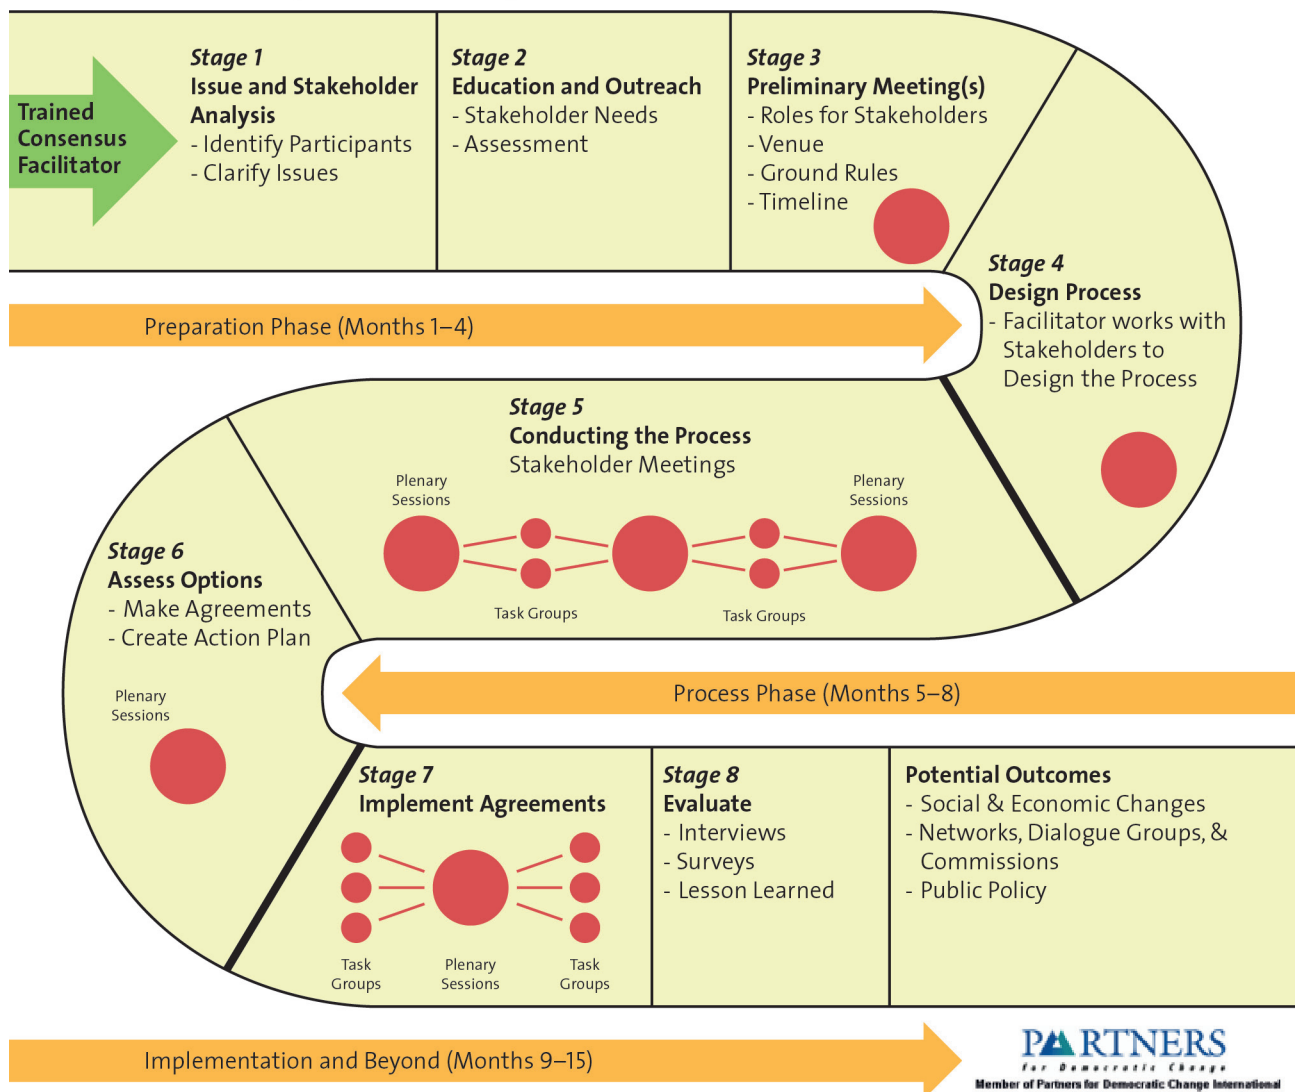 Trained
Consensus
Facilitator
Stage 1
Issue and Stakeholder
Analysis
- Identify Participants
- Clarify Issues
Stage 2
Education and Outreach
- Stakeholder Needs
- Assessment
Stage 3
Preliminary Meeting(s)
- Roles for Stakeholders
- Venue
- Ground Rules
- Timeline
Preparation Phase (Months 1–4)
Stage 4
Design Process
- Facilitator works with
Stakeholders to
Design the Process
Stage 5
Conducting the Process
Stakeholder Meetings
Plenary
Sessions
Task Groups
Task Groups
Plenary
Sessions
Stage 6
Assess Options
- Make Agreements
- Create Action Plan
Plenary
Sessions
Process Phase (Months 5–8)
Stage 7
Implement Agreements
Task
Groups
Plenary
Sessions
Task
Groups
Stage 8
Evaluate
- Interviews
- Surveys
- Lesson Learned
Potential Outcomes
- Social & Economic Changes
- Networks, Dialogue Groups, &
Commissions
- Public Policy
Implementation and Beyond (Months 9–15)
PARTNERS
for Democratic Change
Member of Partners for Democratic Change International